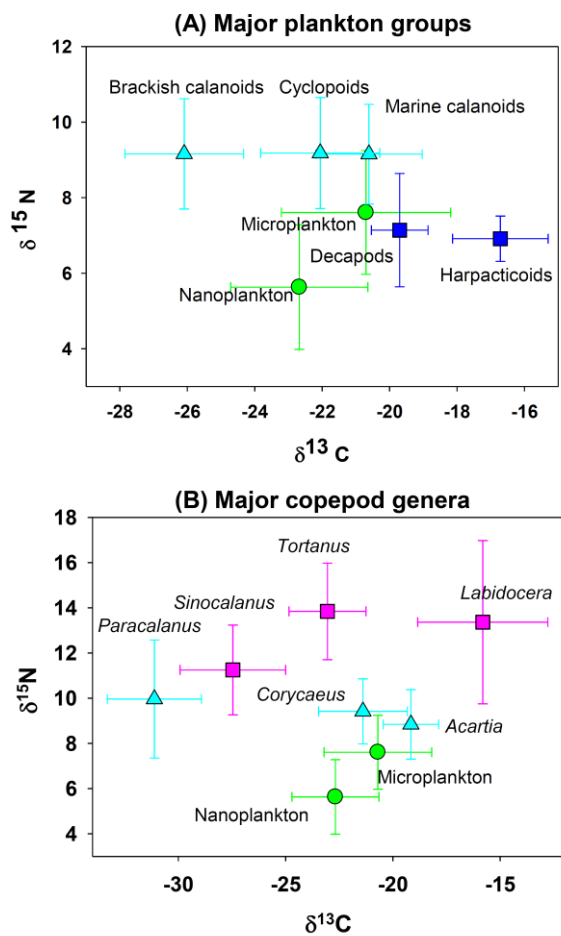 (A) Major plankton groups
12
10
8
6
4
δ 15 N
Brackish calanoids
Cyclopoids
Marine calanoids
Microplankton
Decapods
Harpacticoids
Nanoplankton
-28 -26 -24 -22 -20 -18 -16
δ13 C
(B) Major copepod genera
18
16
14
12
10
8
6
4
δ15N
Tortanus
Labidocera
Sinocalanus
Paracalanus
Corycaeus
Acartia
Microplankton
Nanoplankton
-30 -25 -20 -15
δ13C